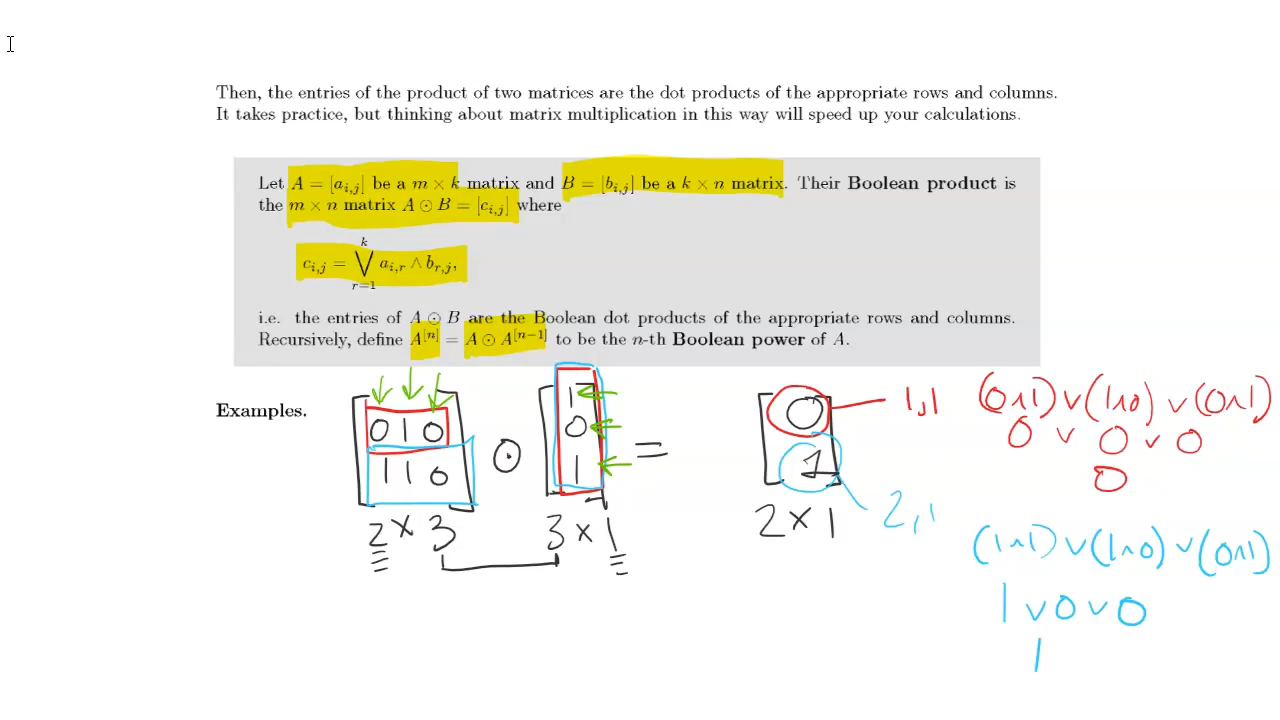 Then, the entries of the product of two matrices are the dot products of the appropriate rows and columns.
It takes practice, but thinking about matrix multiplication in this way will speed up your calculations.
Let A = [a_{i,j}] be a m × k matrix and B = [b_{i,j}] be a k × n matrix. Their Boolean product is
the m × n matrix A ⊙ B = [c_{i,j}] where
c_{i,j} = ⋁_{r=1}^{k} a_{i,r} ∧ b_{r,j},
i.e. the entries of A ⊙ B are the Boolean dot products of the appropriate rows and columns.
Recursively, define A^{[n]} = A ⊙ A^{[n−1]} to be the n-th Boolean power of A.
Examples.
[0 1 0
1 1 0]
2 × 3
⊙
[1
0
1]
3 × 1
=
[0
1]
2 × 1
1,1
(0∧1) ∨ (1∧0) ∨ (0∧1)
0 ∨ 0 ∨ 0
0
2,1
(1∧1) ∨ (1∧0) ∨ (0∧1)
1 ∨ 0 ∨ 0
1